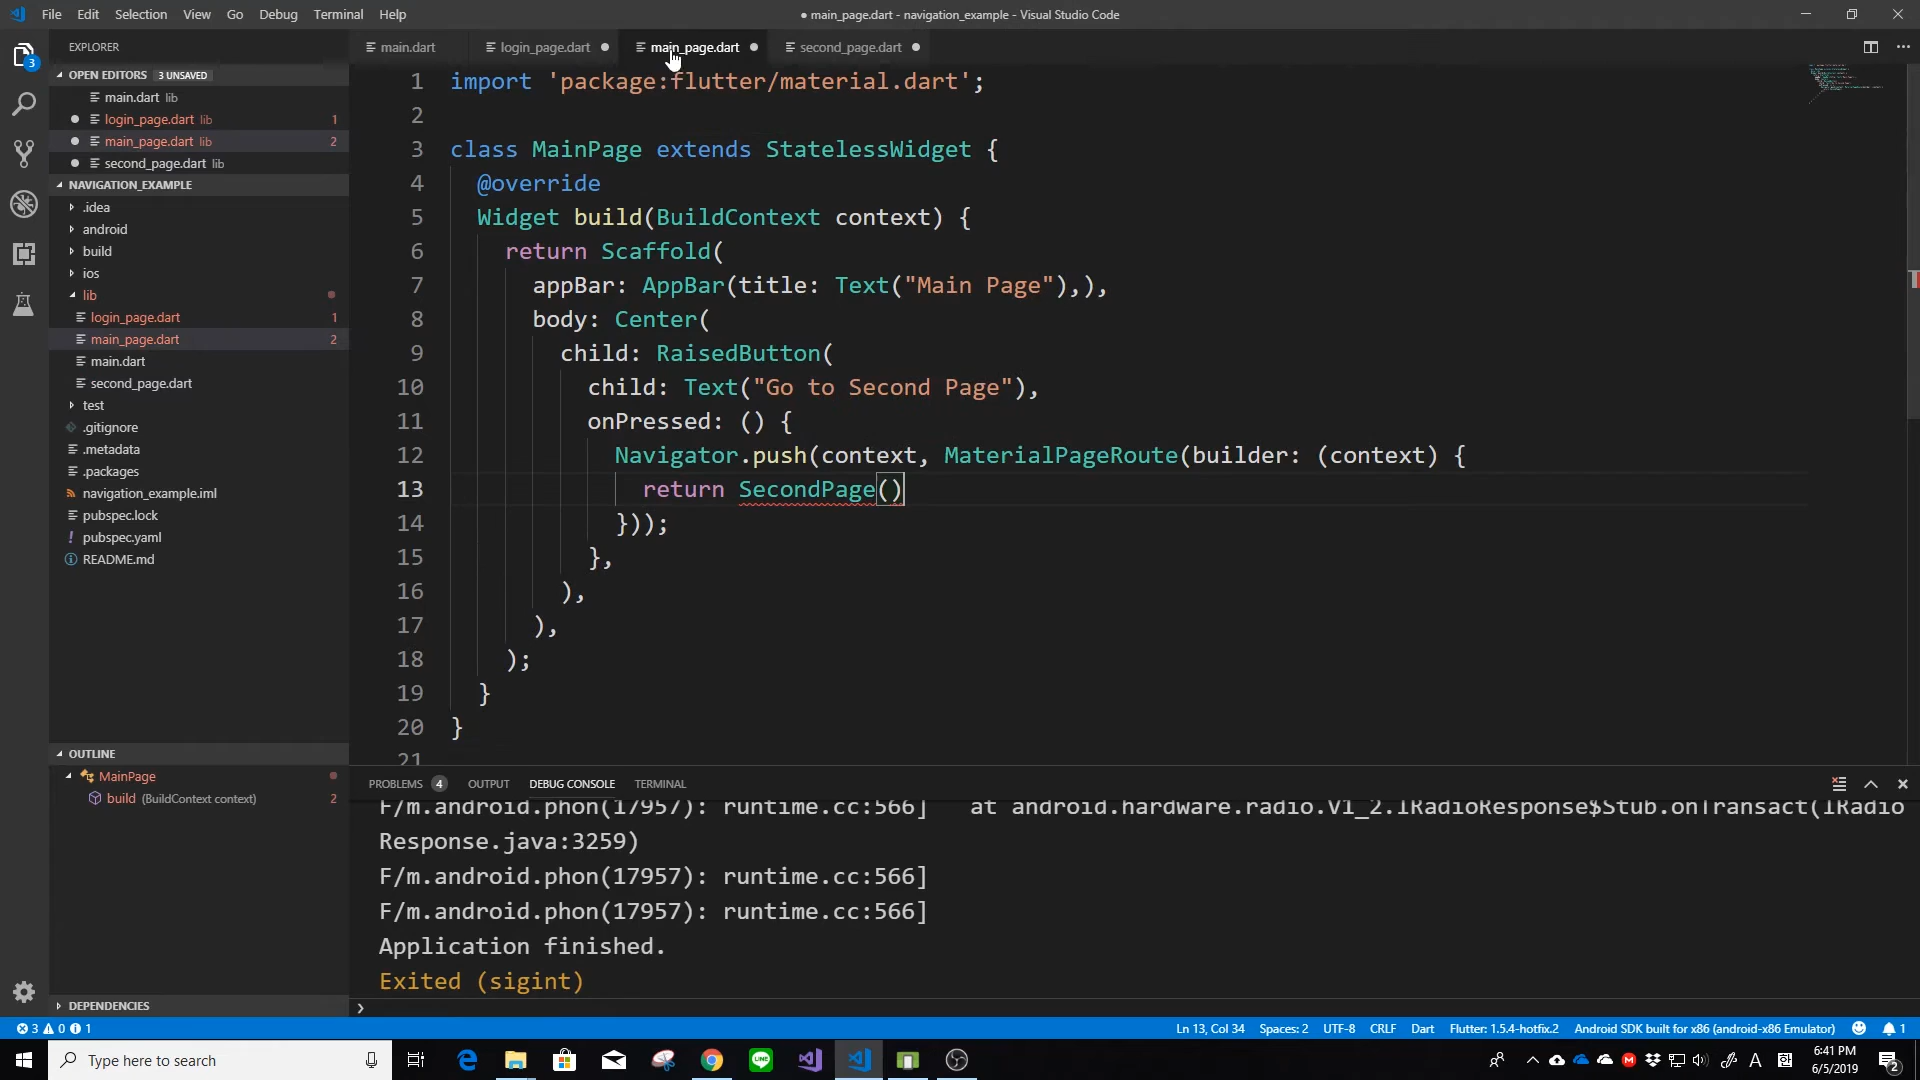 File Edit Selection View Go Debug Terminal Help
● main_page.dart - navigation_example - Visual Studio Code
EXPLORER
OPEN EDITORS 3 UNSAVED
main.dart lib
login_page.dart lib 1
main_page.dart lib 2
second_page.dart lib
NAVIGATION_EXAMPLE
.idea
android
build
ios
lib
login_page.dart 1
main_page.dart 2
main.dart
second_page.dart
test
.gitignore
.metadata
.packages
navigation_example.iml
pubspec.lock
pubspec.yaml
README.md
OUTLINE
MainPage
build (BuildContext context) 2
DEPENDENCIES
main.dart login_page.dart main_page.dart second_page.dart
1 import 'package:flutter/material.dart';
2
3 class MainPage extends StatelessWidget {
4 @override
5 Widget build(BuildContext context) {
6 return Scaffold(
7 appBar: AppBar(title: Text("Main Page"),),
8 body: Center(
9 child: RaisedButton(
10 child: Text("Go to Second Page"),
11 onPressed: () {
12 Navigator.push(context, MaterialPageRoute(builder: (context) {
13 return SecondPage()
14 }));
15 },
16 ),
17 ),
18 );
19 }
20 }
21
PROBLEMS 4 OUTPUT DEBUG CONSOLE TERMINAL
F/m.android.phon(17957): runtime.cc:566] at android.hardware.radio.V1_2.IRadioResponse$Stub.onTransact(IRadio
Response.java:3259)
F/m.android.phon(17957): runtime.cc:566]
F/m.android.phon(17957): runtime.cc:566]
Application finished.
Exited (sigint)
3 0 1
Ln 13, Col 34 Spaces: 2 UTF-8 CRLF Dart Flutter: 1.5.4-hotfix.2 Android SDK built for x86 (android-x86 Emulator) 1
Type here to search
6:41 PM
6/5/2019